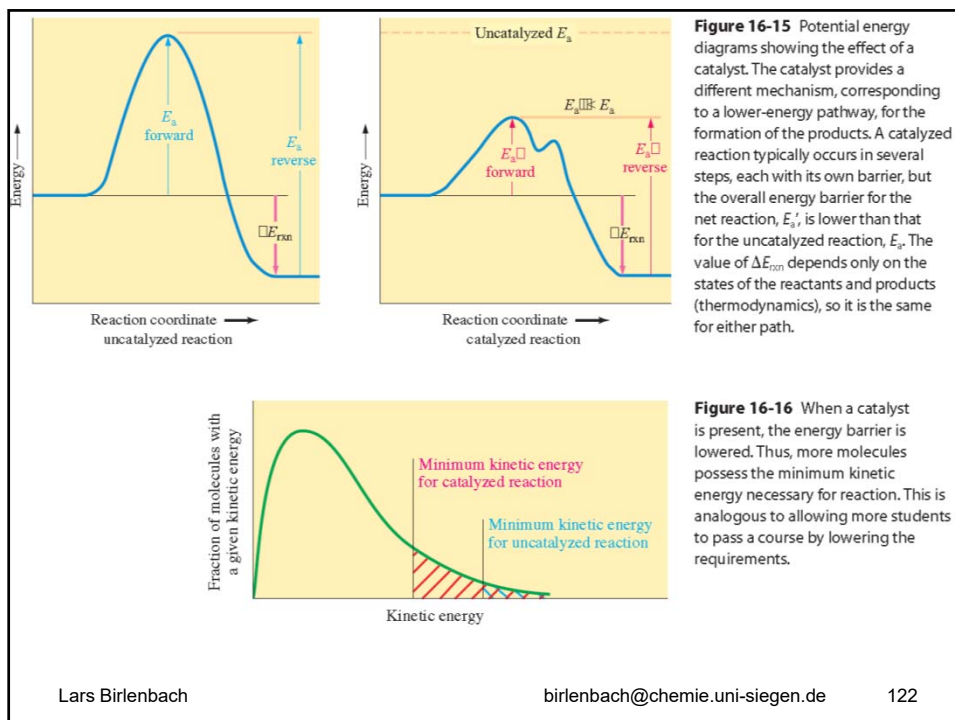 Energy
E a forward
E a reverse
□E rxn
Reaction coordinate
uncatalyzed reaction
Uncatalyzed E a
E a□□< E a
E a□ forward
E a□ reverse
□E rxn
Energy
Reaction coordinate
catalyzed reaction
Figure 16-15 Potential energy
diagrams showing the effect of a
catalyst. The catalyst provides a
different mechanism, corresponding
to a lower-energy pathway, for the
formation of the products. A catalyzed
reaction typically occurs in several
steps, each with its own barrier, but
the overall energy barrier for the
net reaction, Ea′, is lower than that
for the uncatalyzed reaction, Ea. The
value of ΔErxn depends only on the
states of the reactants and products
(thermodynamics), so it is the same
for either path.
Fraction of molecules with
a given kinetic energy
Minimum kinetic energy
for catalyzed reaction
Minimum kinetic energy
for uncatalyzed reaction
Kinetic energy
Figure 16-16 When a catalyst
is present, the energy barrier is
lowered. Thus, more molecules
possess the minimum kinetic
energy necessary for reaction. This is
analogous to allowing more students
to pass a course by lowering the
requirements.
Lars Birlenbach birlenbach@chemie.uni-siegen.de 122